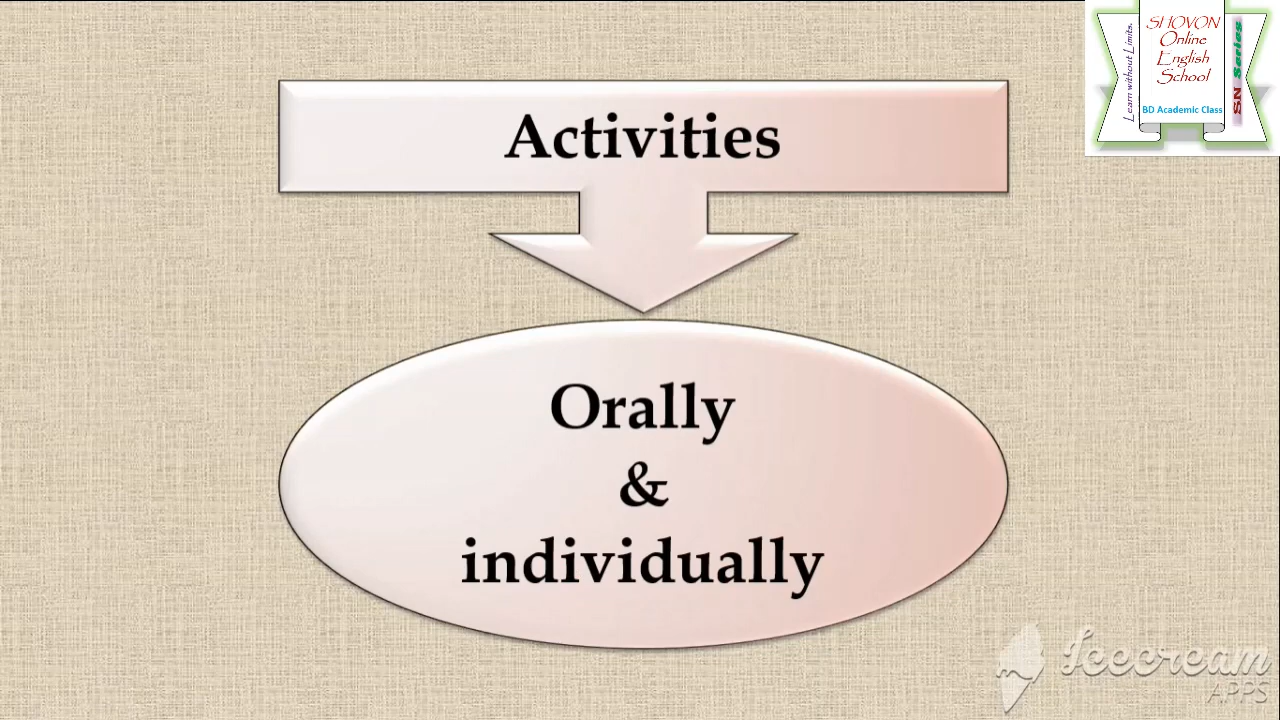 Activities
Orally
&
individually
Learn without Limits.
SHOVON
Online
English
School
BD Academic Class
SN Series
Icecream
APPS